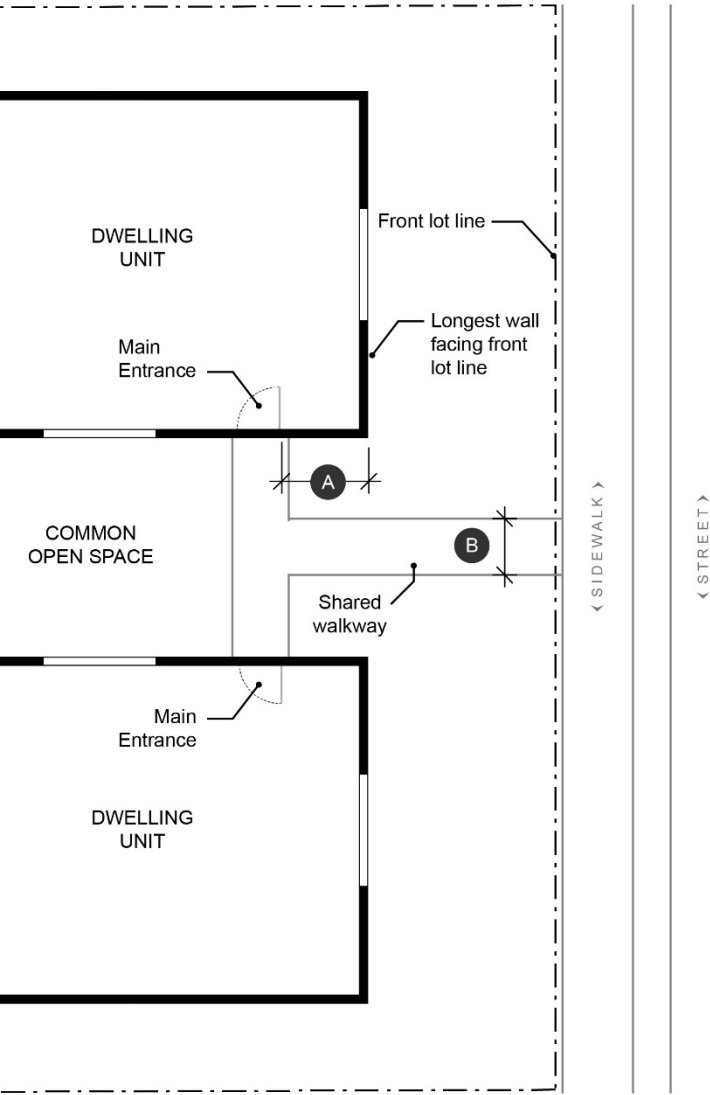 DWELLING
UNIT
Front lot line
Longest wall
facing front
lot line
Main
Entrance
A
< SIDEWALK >
< STREET >
COMMON
OPEN SPACE
B
Shared
walkway
Main
Entrance
DWELLING
UNIT